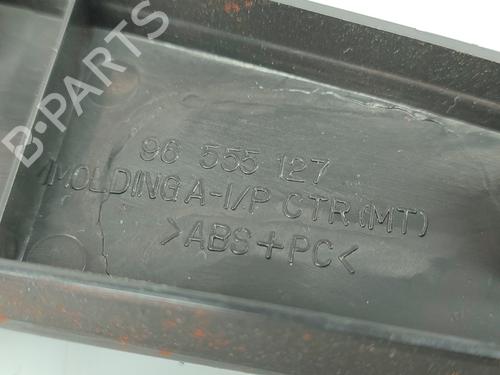 B-PARTS
96 555 127
MOLDING A-I/P CTR(MT)
>ABS+PC<